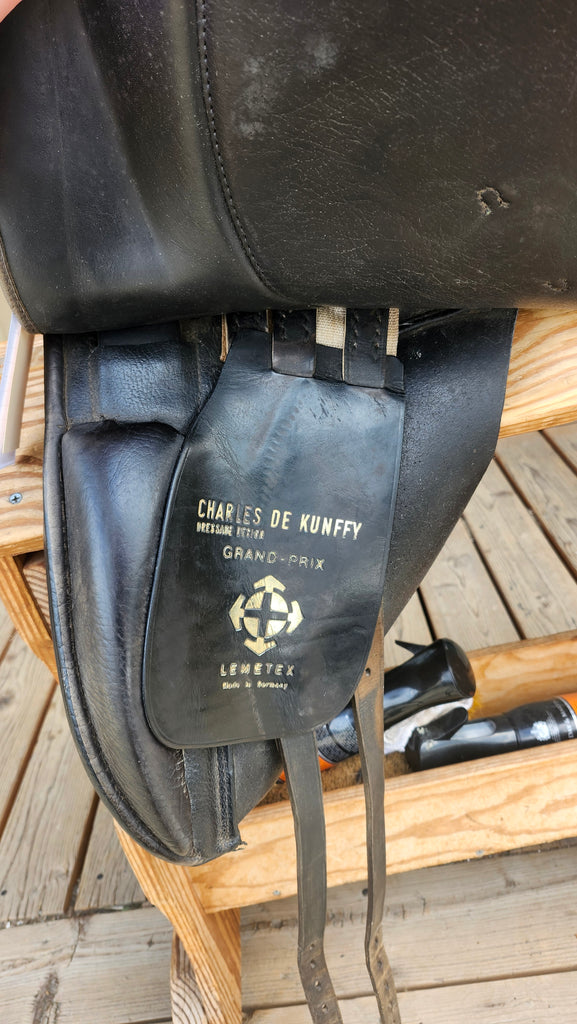 CHARLES DE KUNFFY
DRESSAGE DESIGN
GRAND-PRIX
LEMETEX
Made in Germany